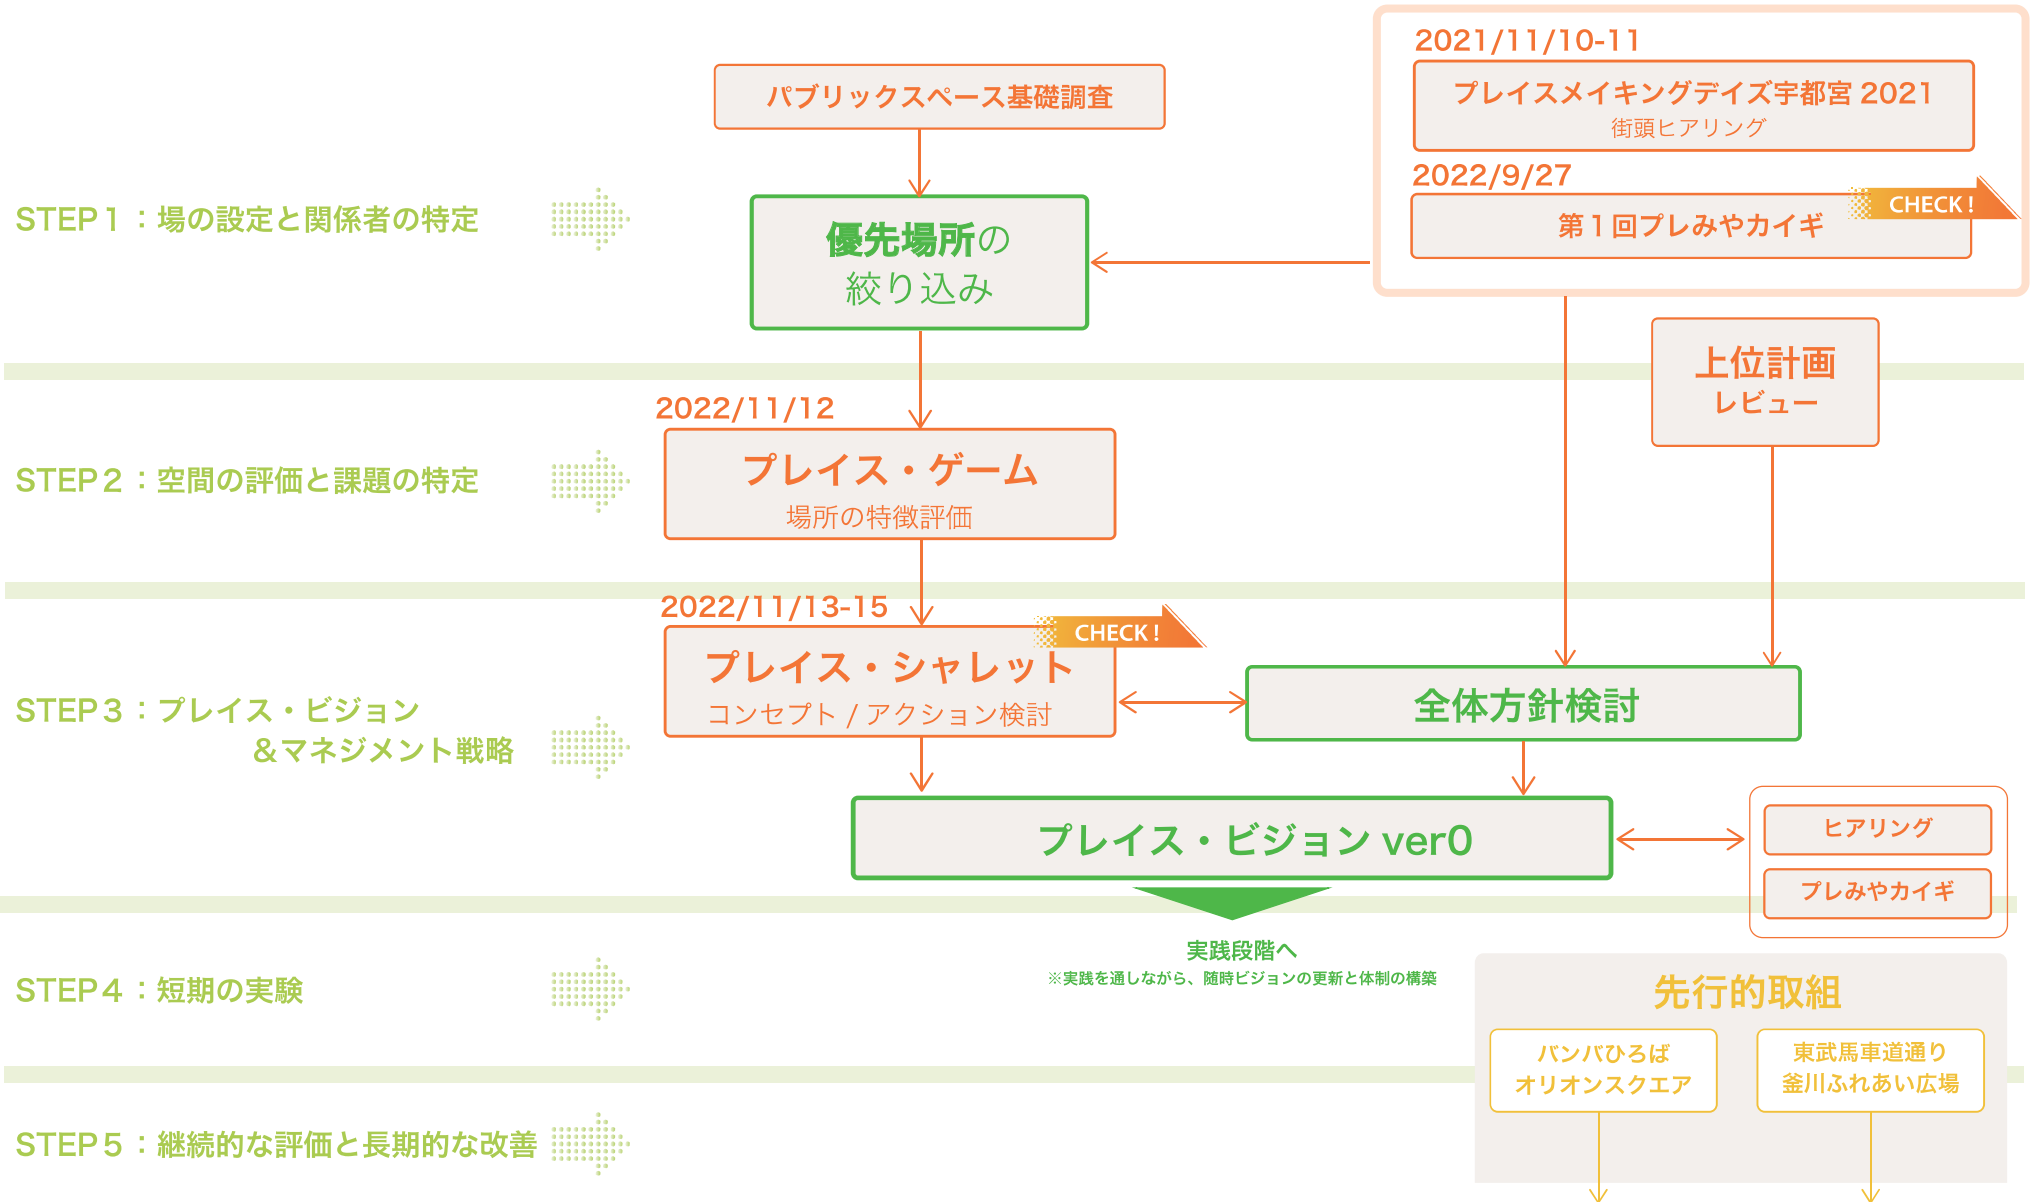 2021/11/10-11
プレイスメイキングデイズ宇都宮 2021
街頭ヒアリング
2022/9/27
第１回プレみやカイギ
CHECK !
パブリックスペース基礎調査
STEP１：場の設定と関係者の特定
優先場所の
絞り込み
上位計画
レビュー
2022/11/12
STEP２：空間の評価と課題の特定
プレイス・ゲーム
場所の特徴評価
2022/11/13-15
CHECK !
STEP３：プレイス・ビジョン
＆マネジメント戦略
プレイス・シャレット
コンセプト / アクション検討
全体方針検討
プレイス・ビジョン ver0
ヒアリング
プレみやカイギ
実践段階へ
※実践を通しながら、随時ビジョンの更新と体制の構築
STEP４：短期の実験
先行的取組
バンバひろば
オリオンスクエア
東武馬車道通り
釜川ふれあい広場
STEP５：継続的な評価と長期的な改善